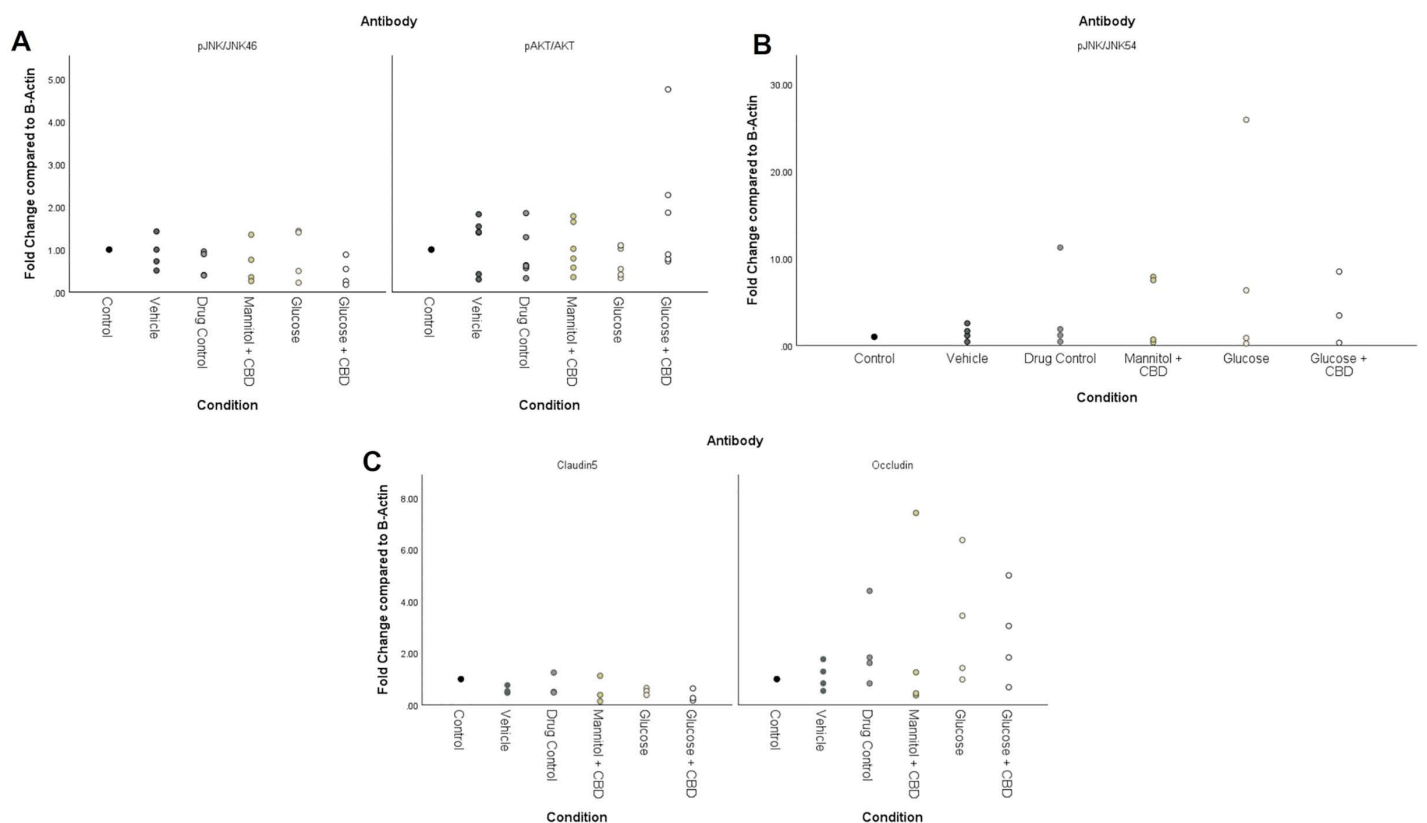 Antibody
A
pJNK/JNK46
pAKT/AKT
Fold Change compared to B-Actin
5.00
4.00
3.00
2.00
1.00
.00
Control
Vehicle
Drug Control
Mannitol + CBD
Glucose
Glucose + CBD
Control
Vehicle
Drug Control
Mannitol + CBD
Glucose
Glucose + CBD
Condition
Condition
Antibody
B
pJNK/JNK54
Fold Change compared to B-Actin
30.00
20.00
10.00
.00
Control
Vehicle
Drug Control
Mannitol +
CBD
Glucose
Glucose +
CBD
Condition
Antibody
C
Claudin5
Occludin
Fold Change compared to B-Actin
8.00
6.00
4.00
2.00
.00
Control
Vehicle
Drug Control
Mannitol + CBD
Glucose
Glucose + CBD
Control
Vehicle
Drug Control
Mannitol + CBD
Glucose
Glucose + CBD
Condition
Condition